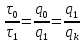 τ₀/τ₁ = q₀/q₁ = q₁/qₖ